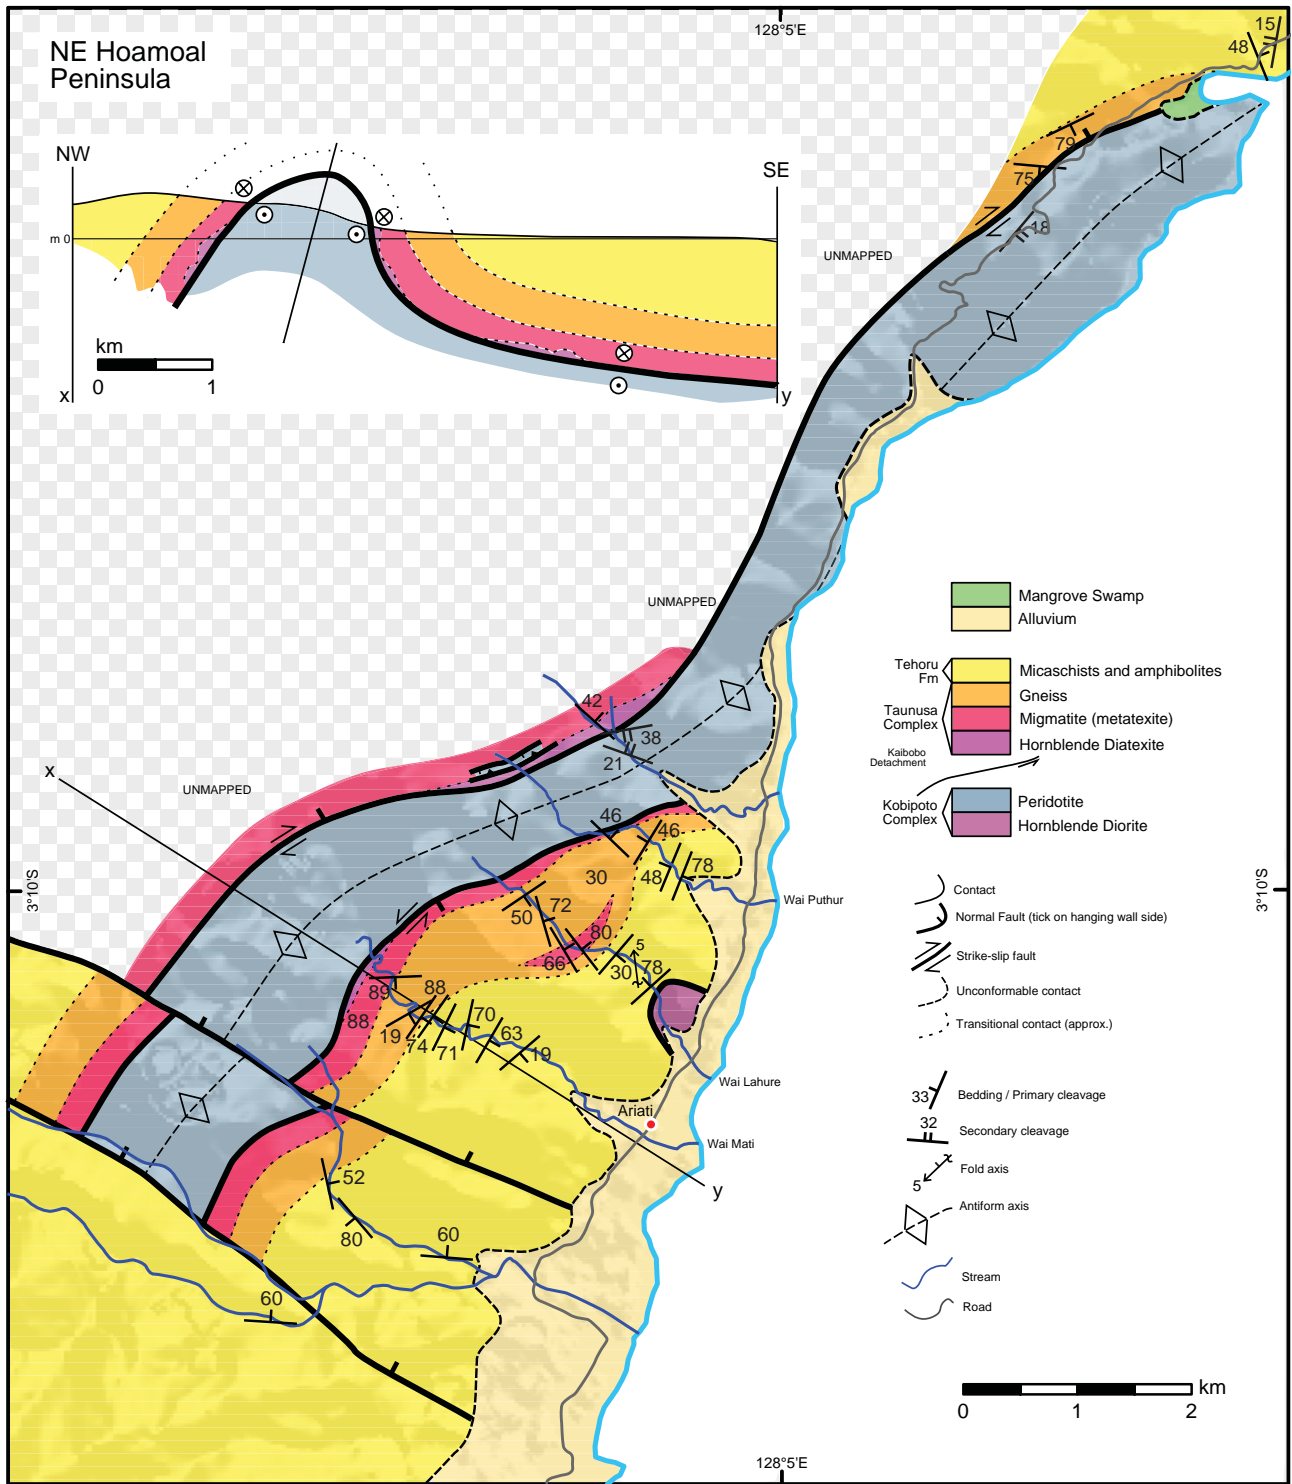 NE Hoamoal
Peninsula
128°5'E
15
48
NW
SE
m 0
km
0
1
x
y
79
75
18
UNMAPPED
UNMAPPED
UNMAPPED
Mangrove Swamp
Alluvium
Tehoru
Fm
Micaschists and amphibolites
Gneiss
Taunusa
Complex
Migmatite (metatexite)
Hornblende Diatexite
Kaibobo
Detachment
Kobipoto
Complex
Peridotite
Hornblende Diorite
Contact
Normal Fault (tick on hanging wall side)
Strike-slip fault
Unconformable contact
Transitional contact (approx.)
33
Bedding / Primary cleavage
32
Secondary cleavage
5
Fold axis
Antiform axis
Stream
Road
km
0
1
2
42
38
21
x
46
46
30
48
78
50
72
66
80
30
5
78
89
88
88
19
74
71
70
63
19
52
80
60
60
Wai Puthur
Wai Lahure
Ariati
Wai Mati
y
3°10'S
3°10'S
128°5'E